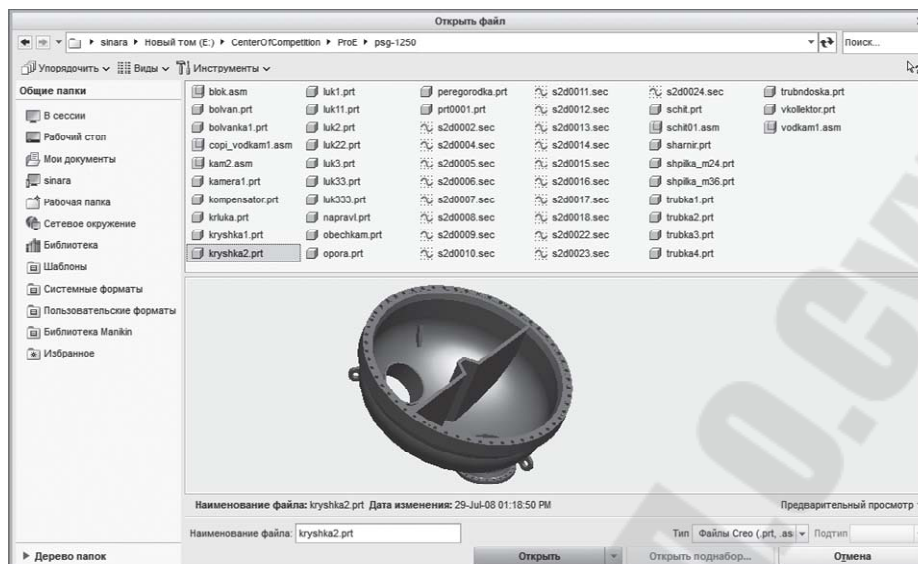 Открыть файл
sinara ▸ Новый том (E:) ▸ CenterOfCompetition ▸ ProE ▸ psg-1250
Поиск...
Упорядочить Виды Инструменты
Общие папки
В сессии
Рабочий стол
Мои документы
sinara
Рабочая папка
Сетевое окружение
Библиотека
Шаблоны
Системные форматы
Пользовательские форматы
Библиотека Manikin
Избранное
Дерево папок
blok.asm
bolvan.prt
bolvanka1.prt
copi_vodkam1.asm
kam2.asm
kamera1.prt
kompensator.prt
krluka.prt
kryshka1.prt
kryshka2.prt
luk1.prt
luk11.prt
luk2.prt
luk22.prt
luk3.prt
luk33.prt
luk333.prt
napravl.prt
obechkam.prt
opora.prt
peregorodka.prt
prt0001.prt
s2d0002.sec
s2d0004.sec
s2d0005.sec
s2d0006.sec
s2d0007.sec
s2d0008.sec
s2d0009.sec
s2d0010.sec
s2d0011.sec
s2d0012.sec
s2d0013.sec
s2d0014.sec
s2d0015.sec
s2d0016.sec
s2d0017.sec
s2d0018.sec
s2d0022.sec
s2d0023.sec
s2d0024.sec
schit.prt
schit01.asm
sharnir.prt
shpilka_m24.prt
shpilka_m36.prt
trubka1.prt
trubka2.prt
trubka3.prt
trubka4.prt
trubndoska.prt
vkollektor.prt
vodkam1.asm
Наименование файла: kryshka2.prt Дата изменения: 29-Jul-08 01:18:50 PM
Предварительный просмотр
Наименование файла: kryshka2.prt
Тип Файлы Creo (.prt, .as
Подтип
Открыть
Открыть поднабор...
Отмена